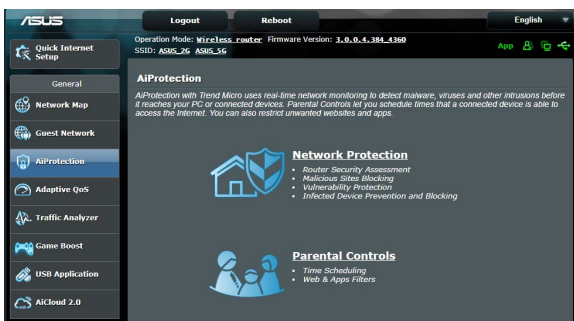 ASUS
Logout
Reboot
English
Quick Internet
Setup
Operation Mode: Wireless router Firmware Version: 3.0.0.4.384_4360
SSID: ASUS_2G ASUS_5G
App
General
Network Map
Guest Network
AiProtection
Adaptive QoS
Traffic Analyzer
Game Boost
USB Application
AiCloud 2.0
AiProtection
AiProtection with Trend Micro uses real-time network monitoring to detect malware, viruses and other intrusions before
it reaches your PC or connected devices. Parental Controls let you schedule times that a connected device is able to
access the Internet. You can also restrict unwanted websites and apps.
Network Protection
• Router Security Assessment
• Malicious Sites Blocking
• Vulnerability Protection
• Infected Device Prevention and Blocking
Parental Controls
• Time Scheduling
• Web & Apps Filters